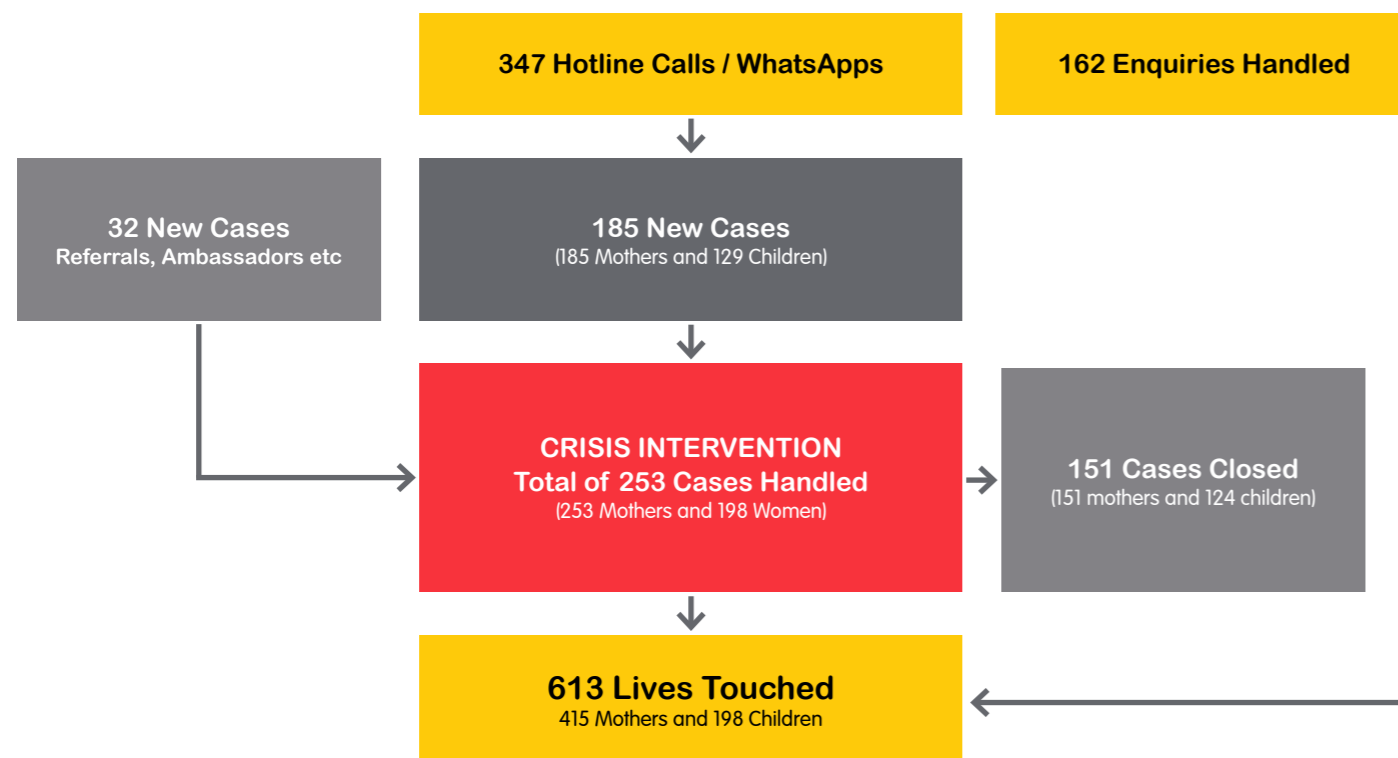 347 Hotline Calls / WhatsApps
162 Enquiries Handled
32 New Cases
Referrals, Ambassadors etc
185 New Cases
(185 Mothers and 129 Children)
CRISIS INTERVENTION
Total of 253 Cases Handled
(253 Mothers and 198 Women)
151 Cases Closed
(151 mothers and 124 children)
613 Lives Touched
415 Mothers and 198 Children